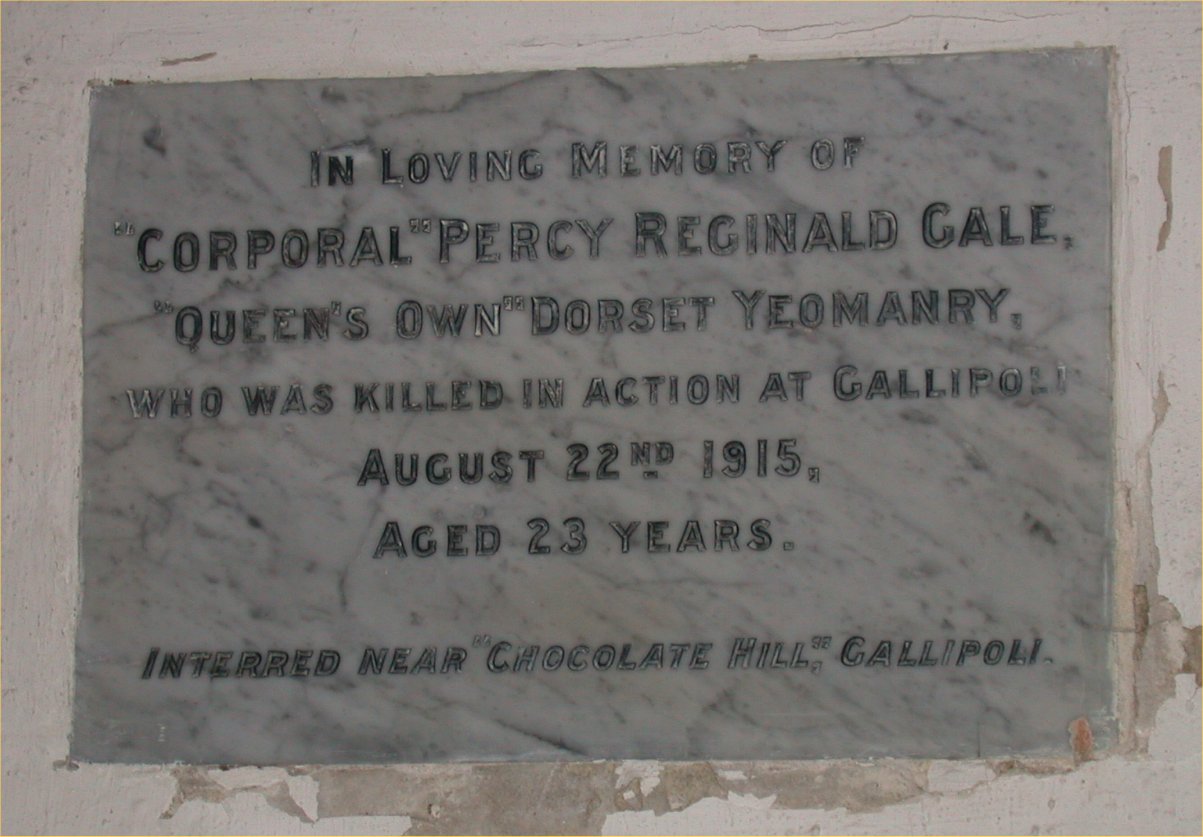 IN LOVING MEMORY OF
"CORPORAL" PERCY REGINALD GALE,
"QUEEN'S OWN" DORSET YEOMANRY,
WHO WAS KILLED IN ACTION AT GALLIPOLI
AUGUST 22ND 1915,
AGED 23 YEARS.
INTERRED NEAR "CHOCOLATE HILL," GALLIPOLI.